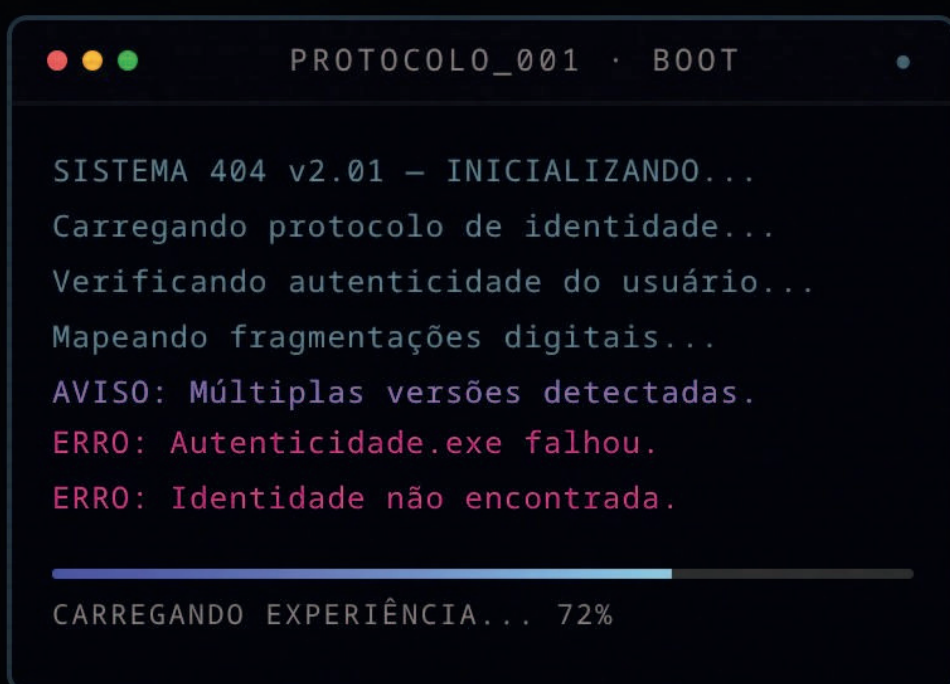 PROTOCOLO_001 · BOOT
SISTEMA 404 v2.01 — INICIALIZANDO...
Carregando protocolo de identidade...
Verificando autenticidade do usuário...
Mapeando fragmentações digitais...
AVISO: Múltiplas versões detectadas.
ERRO: Autenticidade.exe falhou.
ERRO: Identidade não encontrada.
CARREGANDO EXPERIÊNCIA... 72%